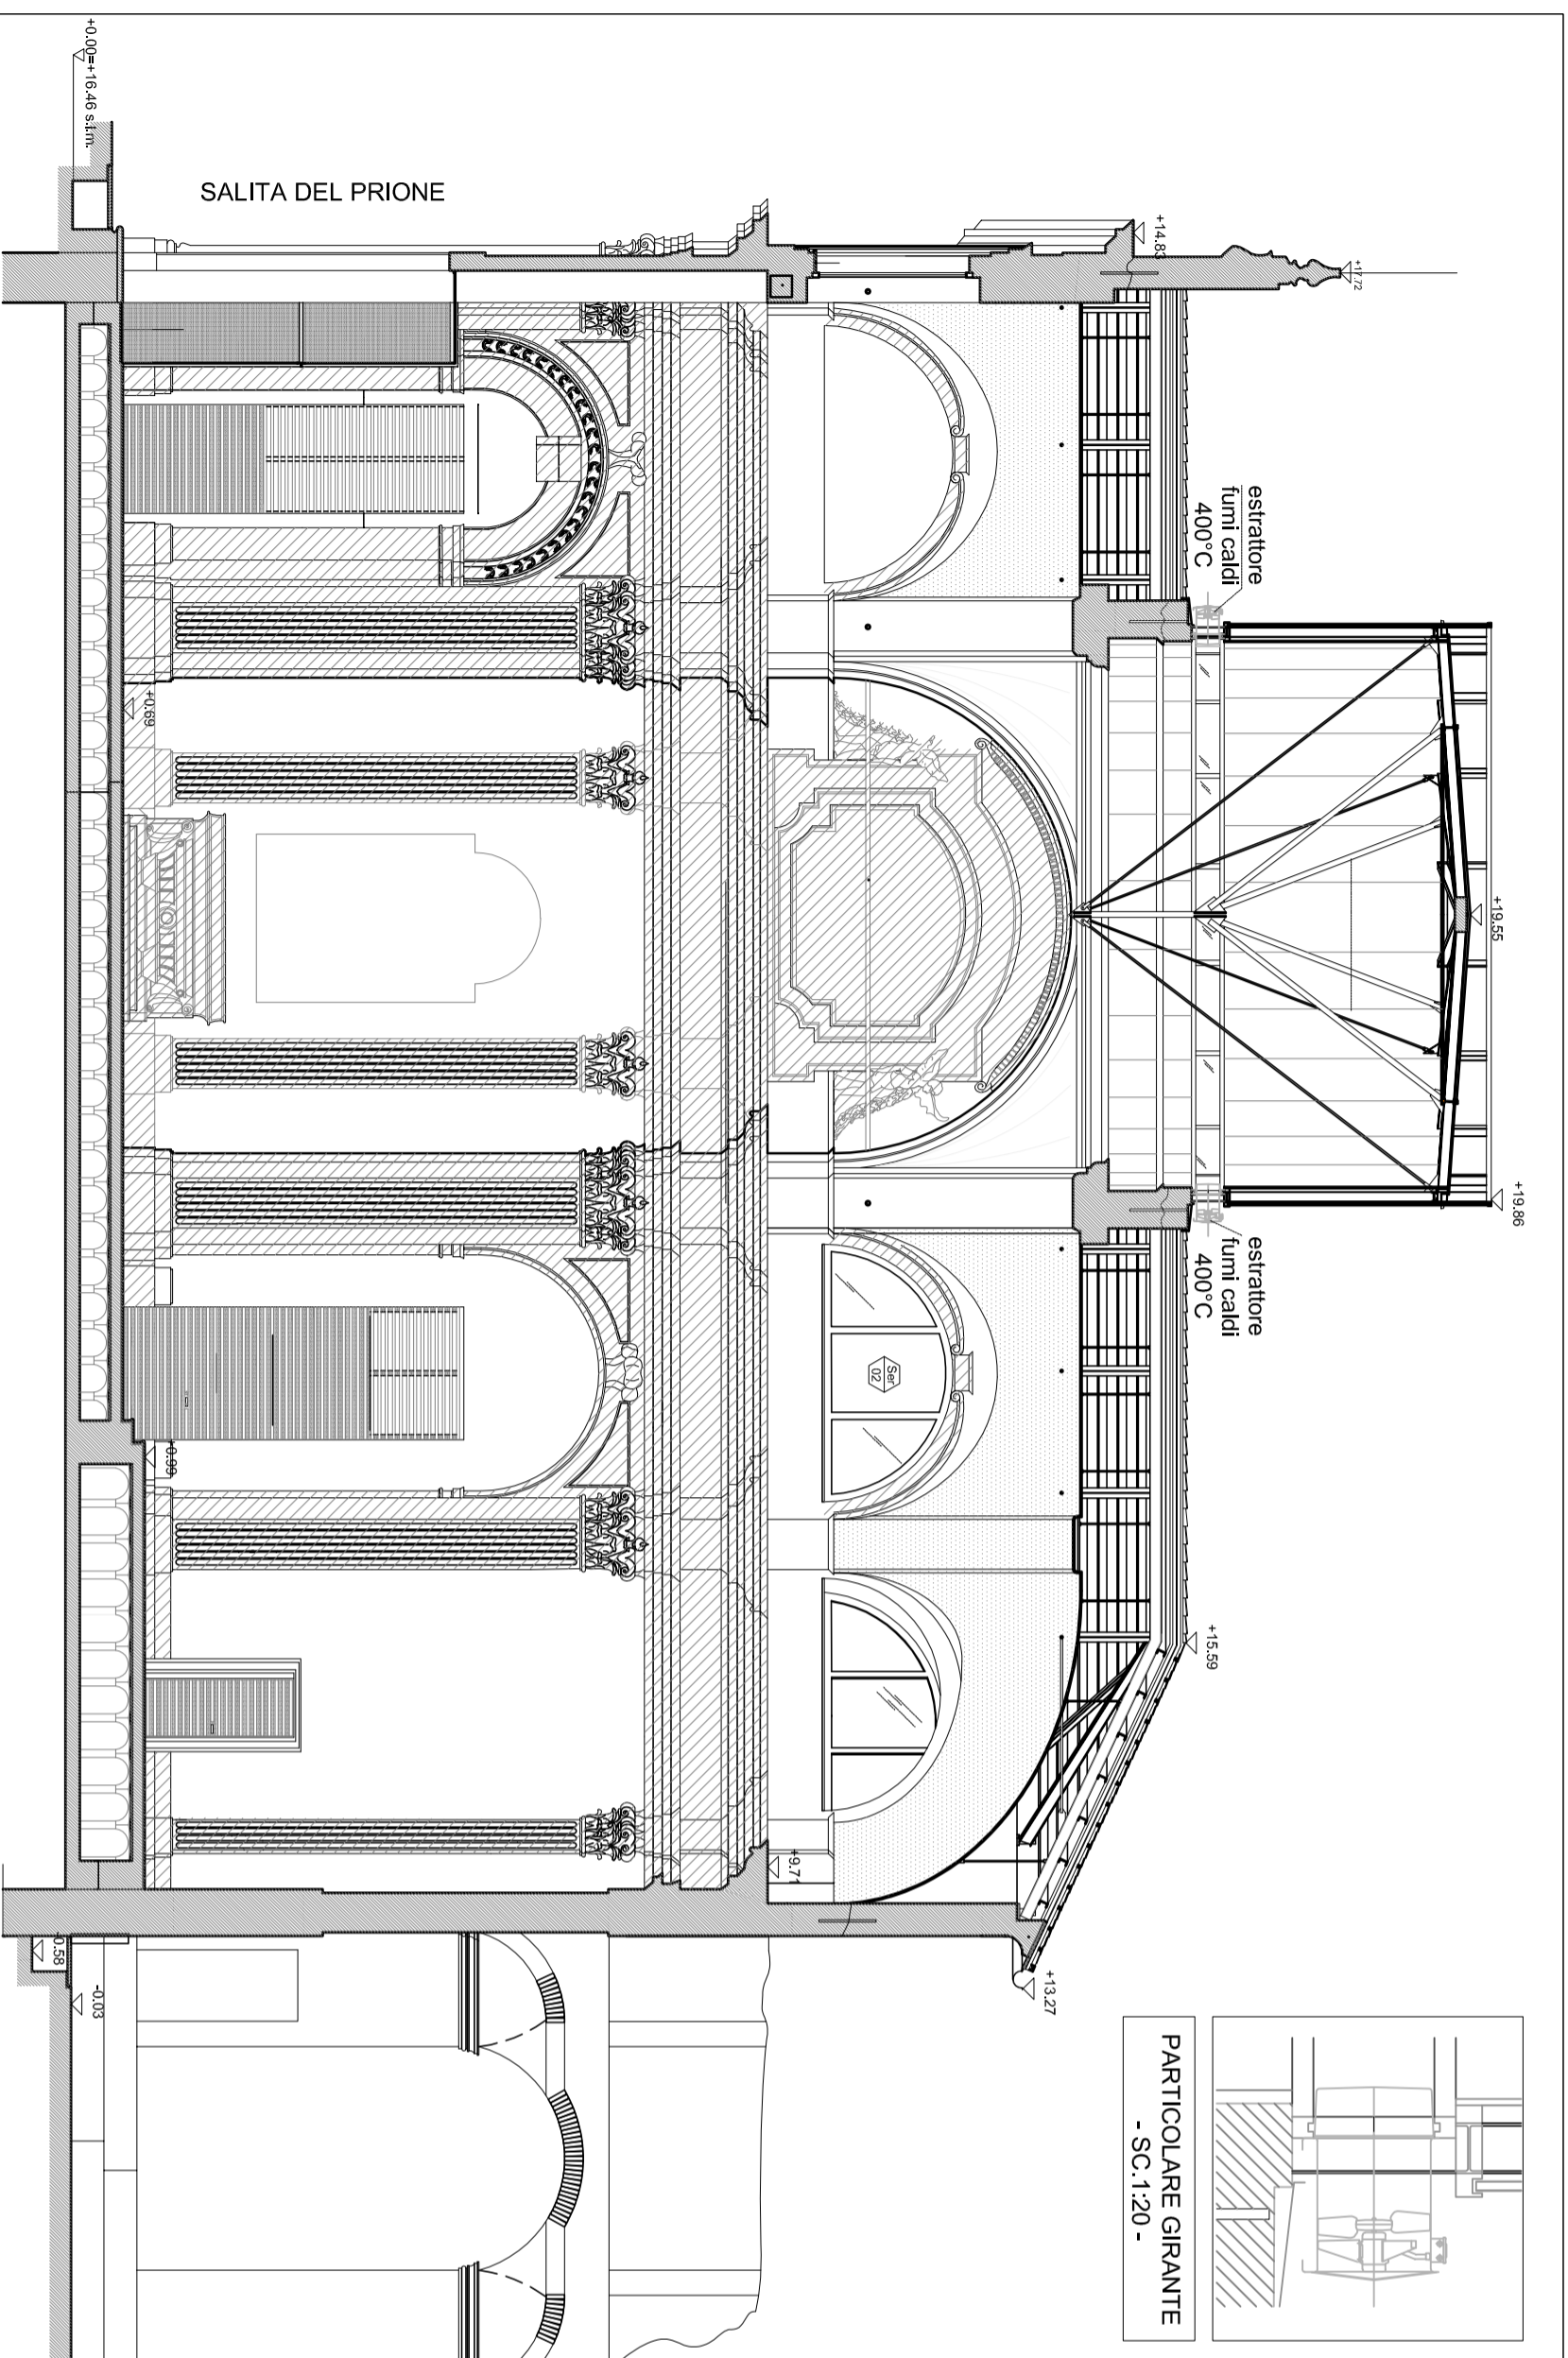 +0.00=+16.46 s.l.m.
SALITA DEL PRIONE
+14.83
+17.72
estrattore
fumi caldi
400°C
+19.55
+19.86
estrattore
fumi caldi
400°C
+0.69
Ser
02
+0.99
+15.59
+9.71
+13.27
-0.58
-0.03
PARTICOLARE GIRANTE
- SC.1:20 -